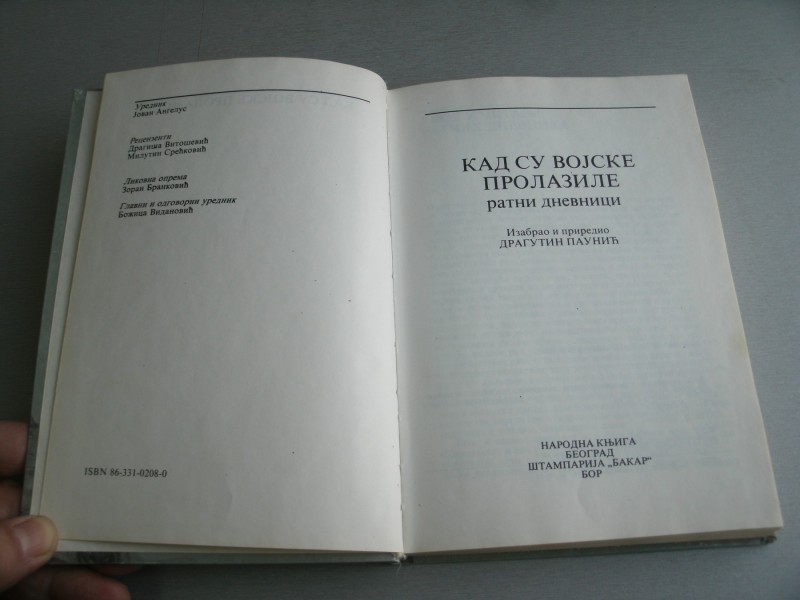 Уредник
Јован Ангелус
Рецензенти
Драгиша Витошевић
Милутин Срећковић
Ликовна опрема
Зоран Бранковић
Главни и одговорни уредник
Божица Видановић
ISBN 86-331-0208-0
КАД СУ ВОЈСКЕ
ПРОЛАЗИЛЕ
ратни дневници
Изабрао и приредио
ДРАГУТИН ПАУНИЋ
НАРОДНА КЊИГА
БЕОГРАД
ШТАМПАРИЈА „БАКАР”
БОР